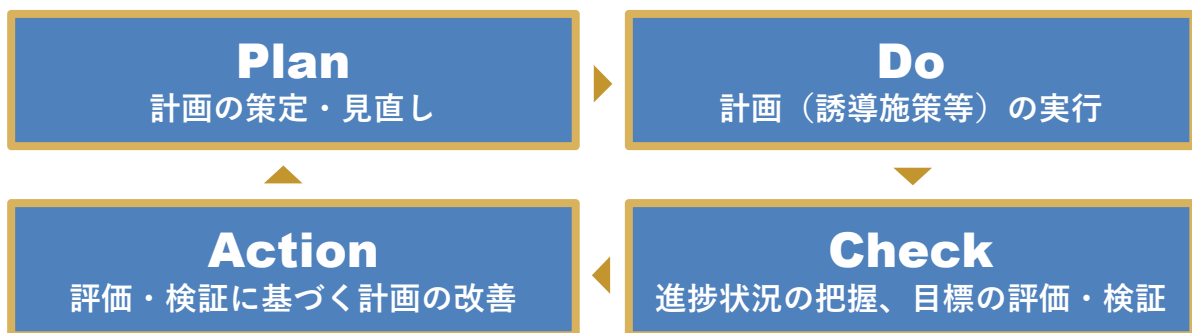 Plan
計画の策定・見直し
Do
計画（誘導施策等）の実行
Action
評価・検証に基づく計画の改善
Check
進捗状況の把握、目標の評価・検証